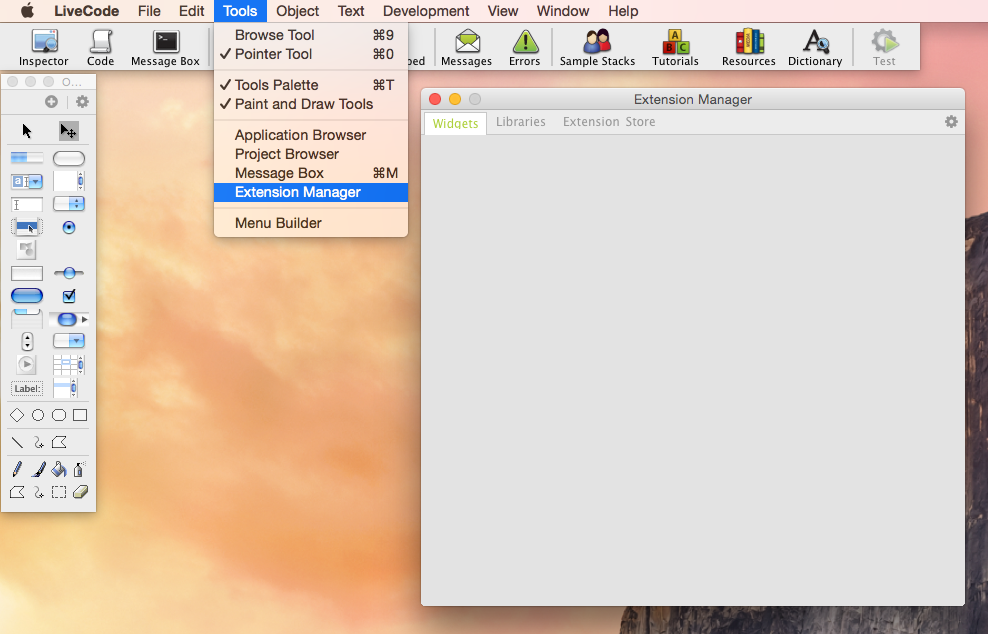 LiveCode File Edit Tools Object Text Development View Window Help
Inspector Code Message Box
Browse Tool ⌘9
✓ Pointer Tool ⌘0
✓ Tools Palette ⌘T
✓ Paint and Draw Tools
Application Browser
Project Browser
Message Box ⌘M
Extension Manager
Menu Builder
Messages Errors Sample Stacks Tutorials Resources Dictionary Test
O...
Label:
Extension Manager
Widgets Libraries Extension Store